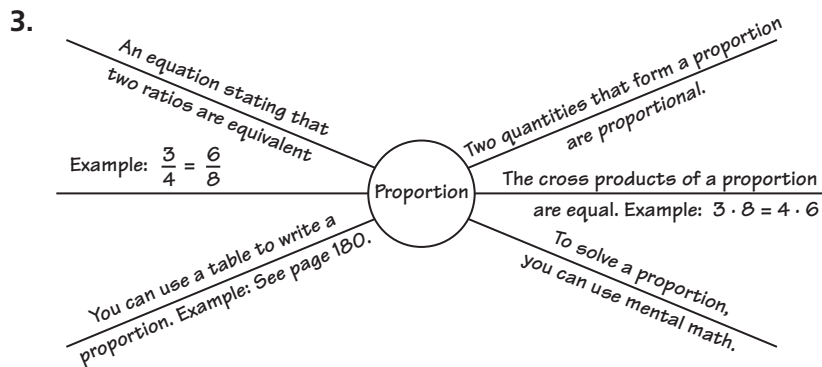 3.
An equation stating that
two ratios are equivalent
Example: 3/4 = 6/8
You can use a table to write a
proportion. Example: See page 180.
Proportion
Two quantities that form a proportion
are proportional.
The cross products of a proportion
are equal. Example: 3 · 8 = 4 · 6
To solve a proportion,
you can use mental math.